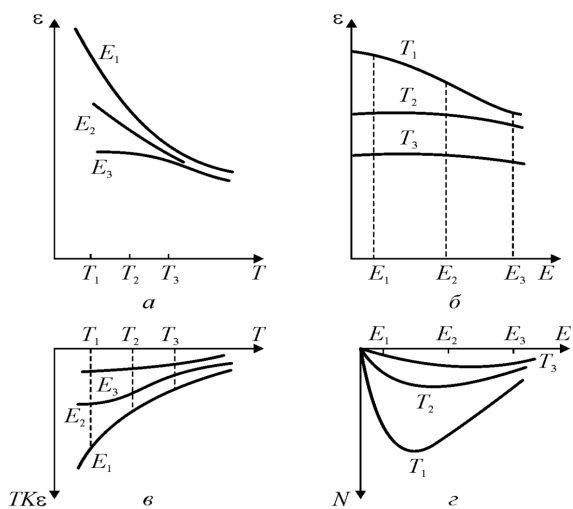 ε
E₁
E₂
E₃
T₁ T₂ T₃ T
а
ε
T₁
T₂
T₃
E₁ E₂ E₃ E
б
T₁ T₂ T₃ T
E₃
E₂
E₁
TKε
в
E₁ E₂ E₃ E
T₃
T₂
T₁
N
г